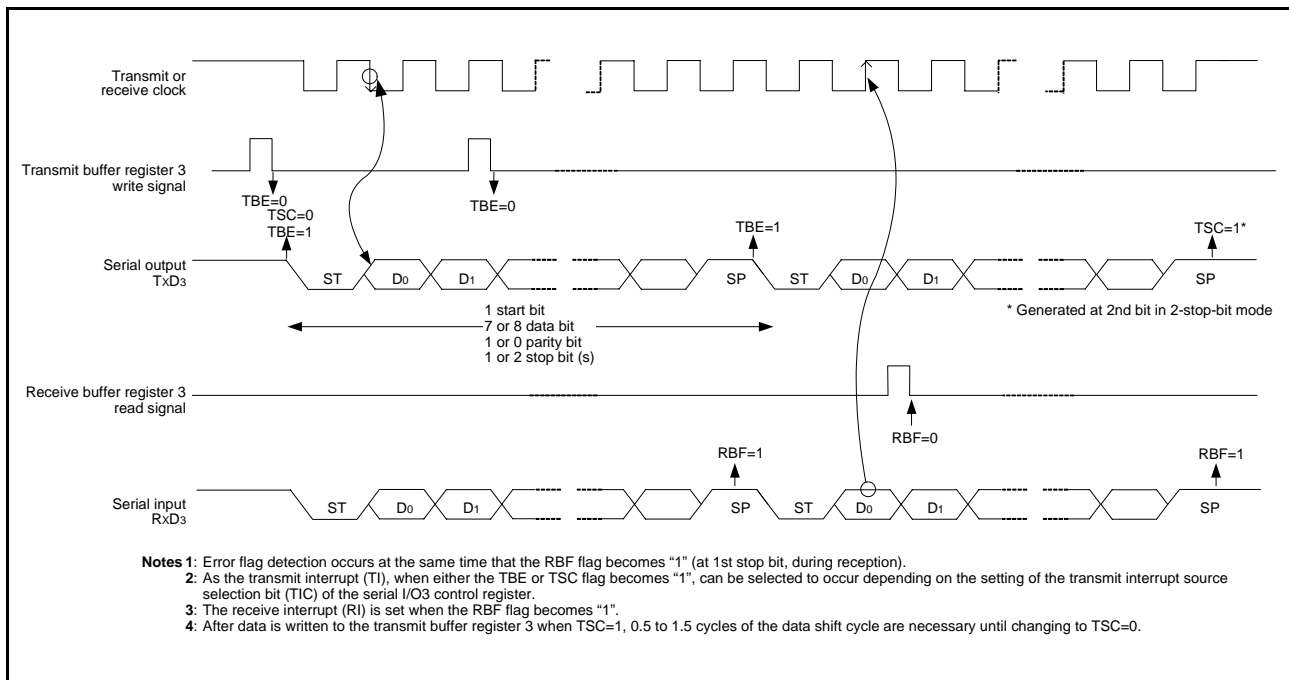 Transmit or
receive clock
Transmit buffer register 3
write signal
TBE=0
TSC=0
TBE=1
TBE=0
TBE=1
TSC=1*
Serial output
TxD3
ST
D0
D1
SP
ST
D0
D1
SP
1 start bit
7 or 8 data bit
1 or 0 parity bit
1 or 2 stop bit (s)
* Generated at 2nd bit in 2-stop-bit mode
Receive buffer register 3
read signal
RBF=0
RBF=1
RBF=1
Serial input
RxD3
ST
D0
D1
SP
ST
D0
D1
SP
Notes 1: Error flag detection occurs at the same time that the RBF flag becomes “1” (at 1st stop bit, during reception).
2: As the transmit interrupt (TI), when either the TBE or TSC flag becomes “1”, can be selected to occur depending on the setting of the transmit interrupt source
selection bit (TIC) of the serial I/O3 control register.
3: The receive interrupt (RI) is set when the RBF flag becomes “1”.
4: After data is written to the transmit buffer register 3 when TSC=1, 0.5 to 1.5 cycles of the data shift cycle are necessary until changing to TSC=0.